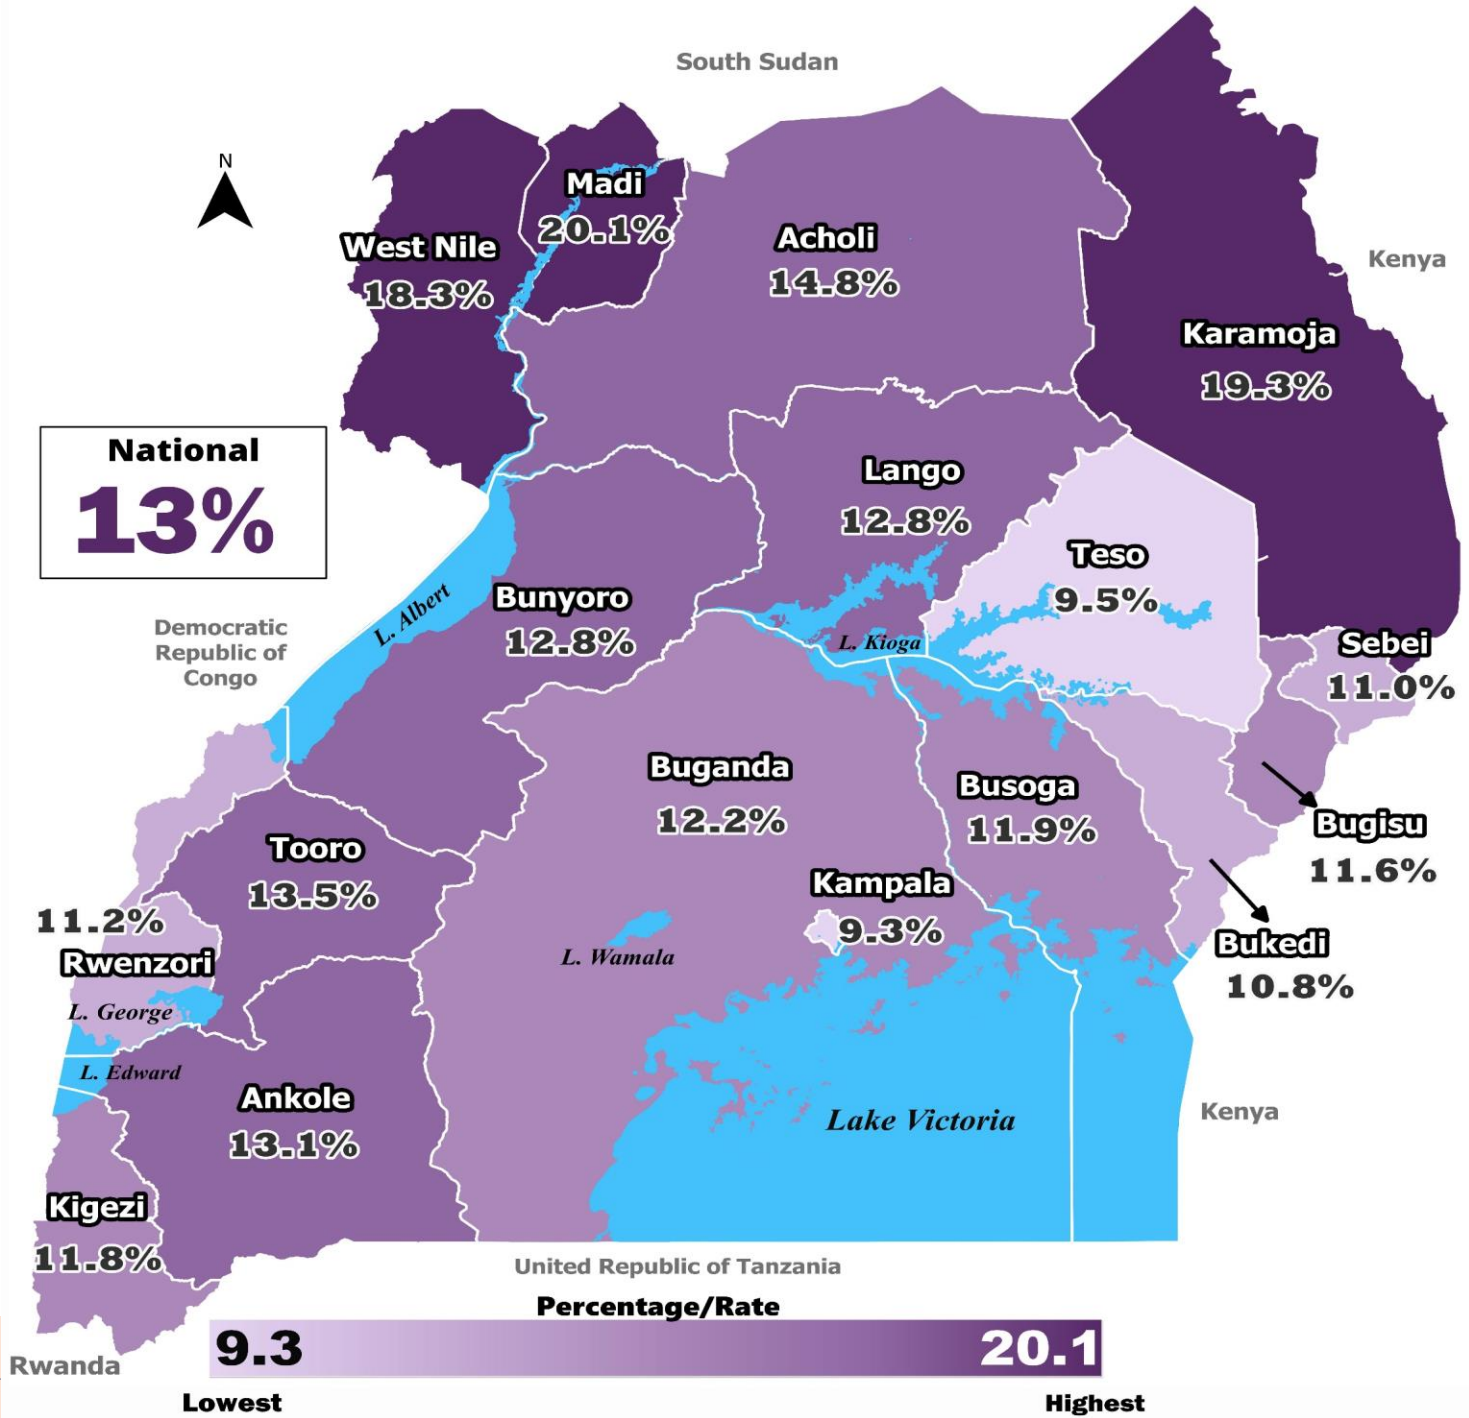 South Sudan
N
Madi
20.1%
West Nile
18.3%
Acholi
14.8%
Kenya
Karamoja
19.3%
National
13%
Lango
12.8%
Teso
9.5%
L. Albert
Bunyoro
12.8%
Democratic
Republic of
Congo
L. Kioga
Sebei
11.0%
Buganda
12.2%
Busoga
11.9%
Bugisu
11.6%
Tooro
13.5%
Kampala
9.3%
11.2%
Rwenzori
L. Wamala
Bukedi
10.8%
L. George
L. Edward
Ankole
13.1%
Lake Victoria
Kenya
Kigezi
11.8%
United Republic of Tanzania
Percentage/Rate
9.3
20.1
Rwanda
Lowest
Highest